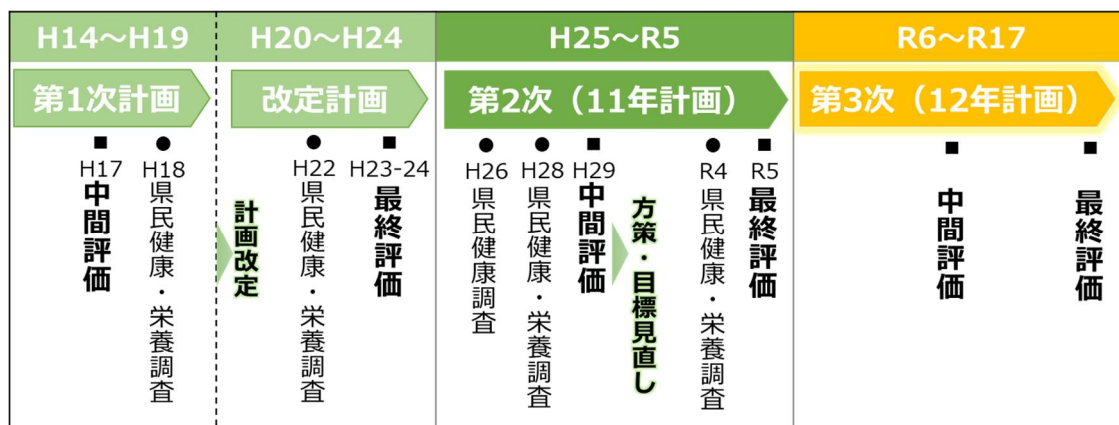 H14～H19
H20～H24
H25～R5
R6～R17
第1次計画
改定計画
第2次（11年計画）
第3次（12年計画）
H17
中間評価
H18
県民健康・栄養調査
計画改定
H22
県民健康・栄養調査
H23-24
最終評価
H26
県民健康調査
H28
県民健康・栄養調査
H29
中間評価
方策・目標見直し
R4
県民健康・栄養調査
R5
最終評価
中間評価
最終評価